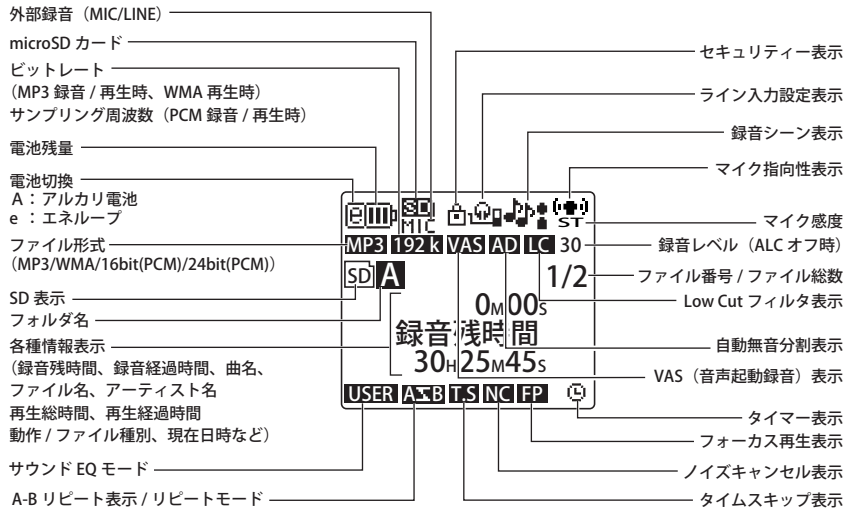 外部録音（MIC/LINE）
microSD カード
ビットレート
（MP3 録音 / 再生時、WMA 再生時）
サンプリング周波数（PCM 録音 / 再生時）
電池残量
電池切換
A ：アルカリ電池
e ：エネループ
ファイル形式
（MP3/WMA/16bit(PCM)/24bit(PCM)）
SD 表示
フォルダ名
各種情報表示
（録音残時間、録音経過時間、曲名、
ファイル名、アーティスト名
再生総時間、再生経過時間
動作 / ファイル種別、現在日時など）
サウンド EQ モード
A-B リピート表示 / リピートモード
e SD MIC ST
MP3 192 k VAS AD LC 30
SD A 1/2
0M00S
録音残時間
30H25M45S
USER A B T.S NC FP
セキュリティー表示
ライン入力設定表示
録音シーン表示
マイク指向性表示
マイク感度
録音レベル（ALC オフ時）
ファイル番号 / ファイル総数
Low Cut フィルタ表示
自動無音分割表示
VAS（音声起動録音）表示
タイマー表示
フォーカス再生表示
ノイズキャンセル表示
タイムスキップ表示